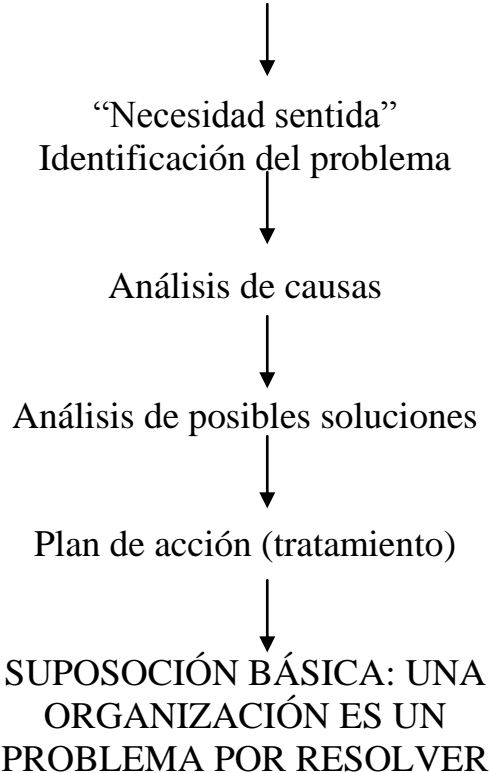 “Necesidad sentida”
Identificación del problema
Análisis de causas
Análisis de posibles soluciones
Plan de acción (tratamiento)
SUPOSOCIÓN BÁSICA: UNA
ORGANIZACIÓN ES UN
PROBLEMA POR RESOLVER